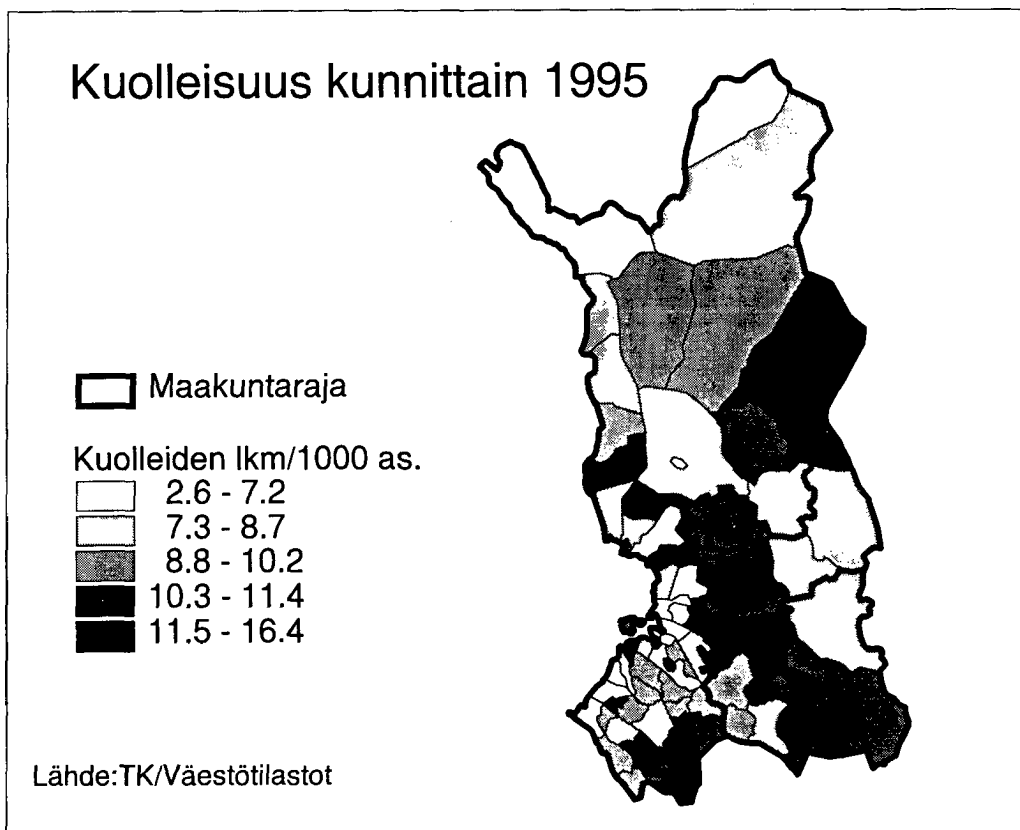 Kuolleisuus kunnittain 1995
Maakuntaraja
Kuolleiden lkm/1000 as.
2.6 - 7.2
7.3 - 8.7
8.8 - 10.2
10.3 - 11.4
11.5 - 16.4
Lähde:TK/Väestötilastot